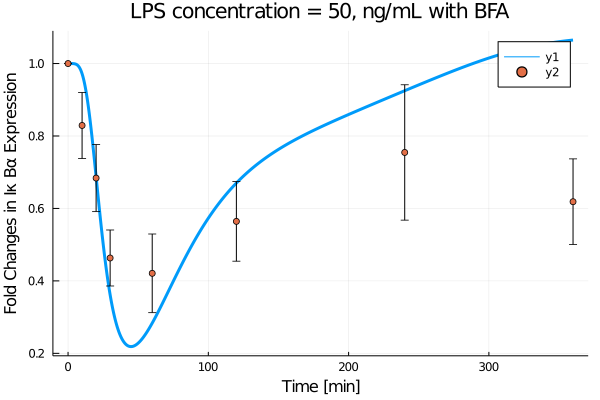 LPS concentration = 50, ng/mL with BFA
Fold Changes in Iκ Bα Expression
1.0
0.8
0.6
0.4
0.2
y1
y2
0 100 200 300
Time [min]